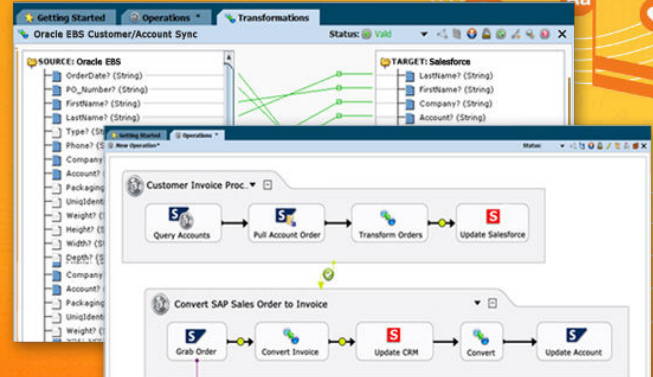 Getting Started
Operations *
Transformations
Oracle EBS Customer/Account Sync
Status:
Valid
SOURCE: Oracle EBS
OrderDate? (String)
PO_Number? (String)
FirstName? (String)
LastName? (String)
Type? (St
Phone? (S
Company
Account? (
Packaging
UniqIdent
Weight? (
Height? (S
Width? (S
Depth? (S
Company
Account? (
Packaging
UniqIdent
Weight? (
TARGET: Salesforce
LastName? (String)
FirstName? (String)
Company? (String)
Account? (String)
Aa
Getting Started
Operations *
New Operation*
Status:
Customer Invoice Proc.
Query Accounts
Pull Account Order
Transform Orders
S
Update Salesforce
Convert SAP Sales Order to Invoice
Grab Order
Convert Invoice
S
Update CRM
Convert
Update Account